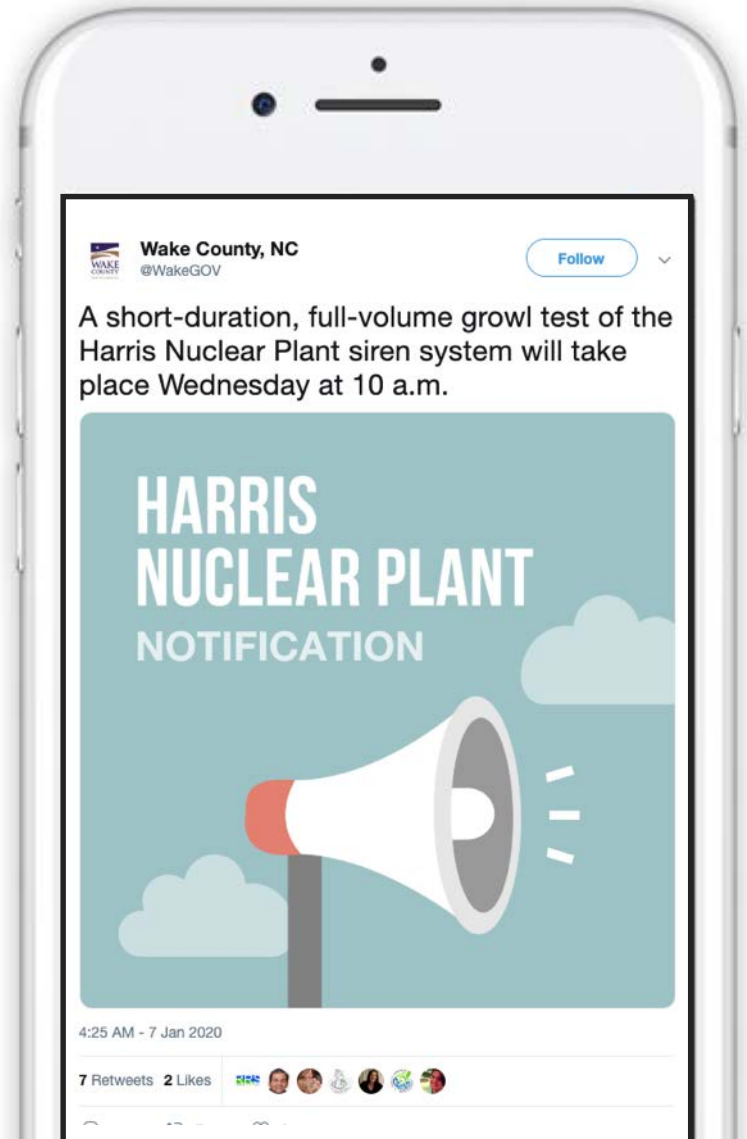 Wake County, NC
@WakeGOV
WAKE
COUNTY
Follow
A short-duration, full-volume growl test of the
Harris Nuclear Plant siren system will take
place Wednesday at 10 a.m.
HARRIS
NUCLEAR PLANT
NOTIFICATION
4:25 AM - 7 Jan 2020
7 Retweets 2 Likes